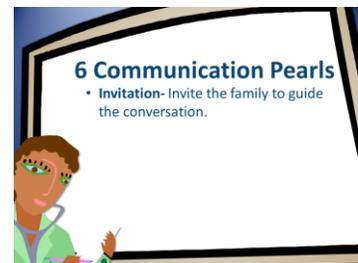 6 Communication Pearls
• Invitation- Invite the family to guide
the conversation.